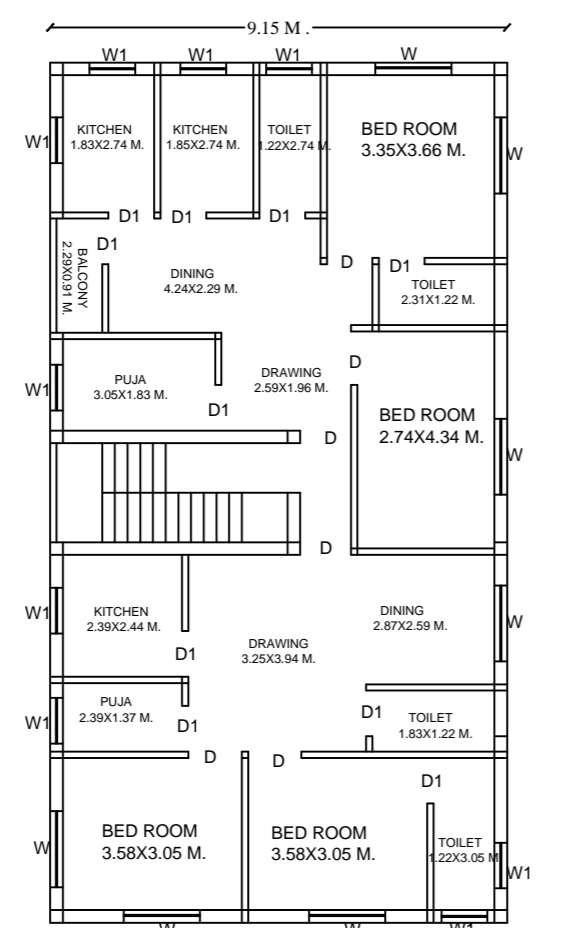 9.15 M .
W1
W1
W1
W
W1
KITCHEN
1.83X2.74 M.
KITCHEN
1.85X2.74 M.
TOILET
1.22X2.74 M.
BED ROOM
3.35X3.66 M.
W
D1
D1
D1
D1
BALCONY
2.29X0.91 M.
DINING
4.24X2.29 M.
D
D1
TOILET
2.31X1.22 M.
W1
PUJA
3.05X1.83 M.
D1
DRAWING
2.59X1.96 M.
D
BED ROOM
2.74X4.34 M.
D
W
D
W1
KITCHEN
2.39X2.44 M.
DINING
2.87X2.59 M.
W
DRAWING
3.25X3.94 M.
D1
W1
PUJA
2.39X1.37 M.
D1
D1
TOILET
1.83X1.22 M.
D
D
D1
W
BED ROOM
3.58X3.05 M.
BED ROOM
3.58X3.05 M.
TOILET
1.22X3.05 M.
W1
W
W
W1